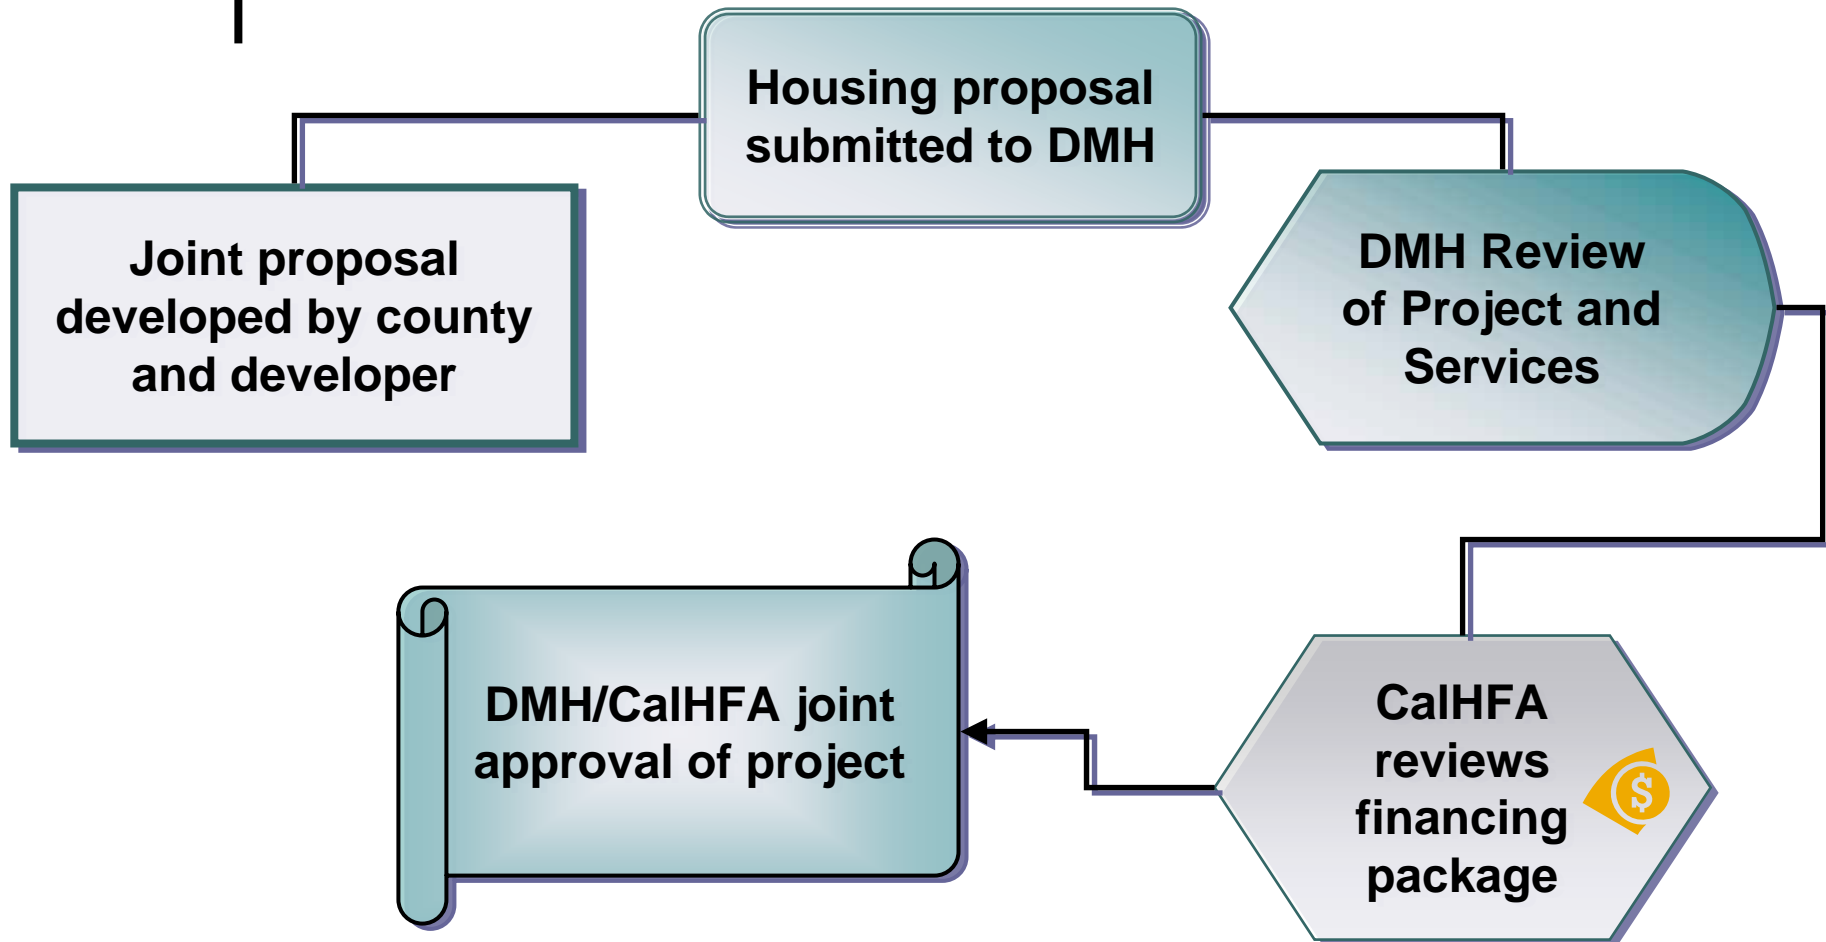 Housing proposal
submitted to DMH
Joint proposal
developed by county
and developer
DMH Review
of Project and
Services
DMH/CalHFA joint
approval of project
CalHFA
reviews
financing
package
$